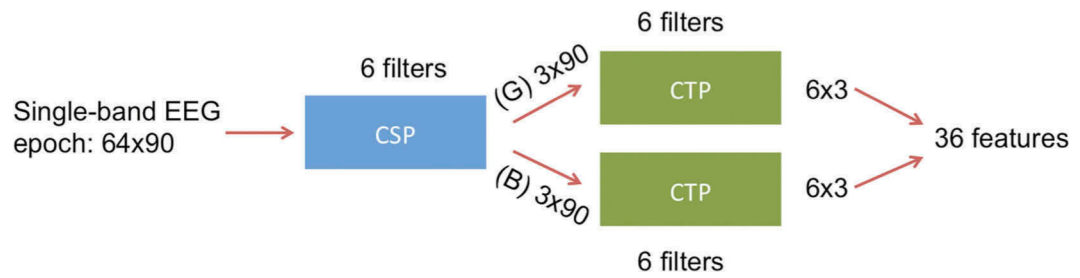 6 filters
6 filters
(G) 3x90
CTP
6x3
Single-band EEG
epoch: 64x90
CSP
36 features
(B) 3x90
CTP
6x3
6 filters